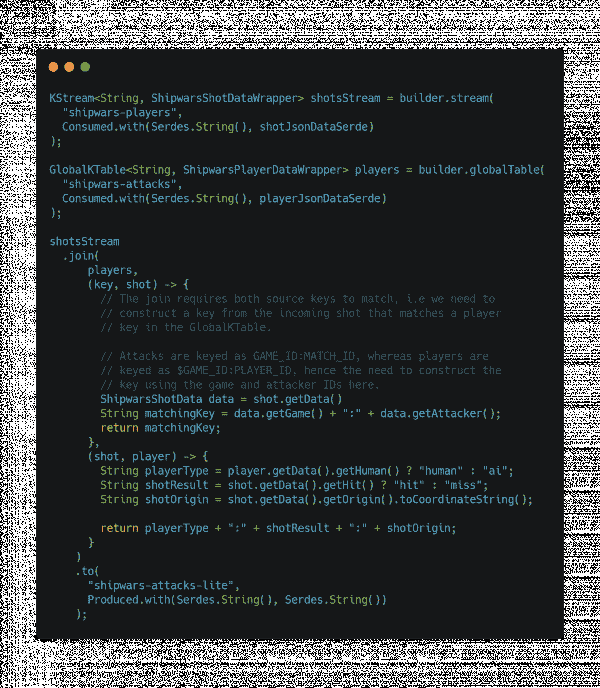 KStream<String, ShipwarsShotDataWrapper> shotsStream = builder.stream(
"shipwars-players",
Consumed.with(Serdes.String(), shotJsonDataSerde)
);
GlobalKTable<String, ShipwarsPlayerDataWrapper> players = builder.globalTable(
"shipwars-attacks",
Consumed.with(Serdes.String(), playerJsonDataSerde)
);
shotsStream
.join(
players,
(key, shot) -> {
// The join requires both source keys to match, i.e we need to
// construct a key from the incoming shot that matches a player
// key in the GlobalKTable.
// Attacks are keyed as GAME_ID:MATCH_ID, whereas players are
// keyed as $GAME_ID:PLAYER_ID, hence the need to construct the
// key using the game and attacker IDs here.
ShipwarsShotData data = shot.getData()
String matchingKey = data.getGame() + ":" + data.getAttacker();
return matchingKey;
},
(shot, player) -> {
String playerType = player.getData().getHuman() ? "human" : "ai";
String shotResult = shot.getData().getHit() ? "hit" : "miss";
String shotOrigin = shot.getData().getOrigin().toCoordinateString();
return playerType + ":" + shotResult + ":" + shotOrigin;
}
)
.to(
"shipwars-attacks-lite",
Produced.with(Serdes.String(), Serdes.String())
);